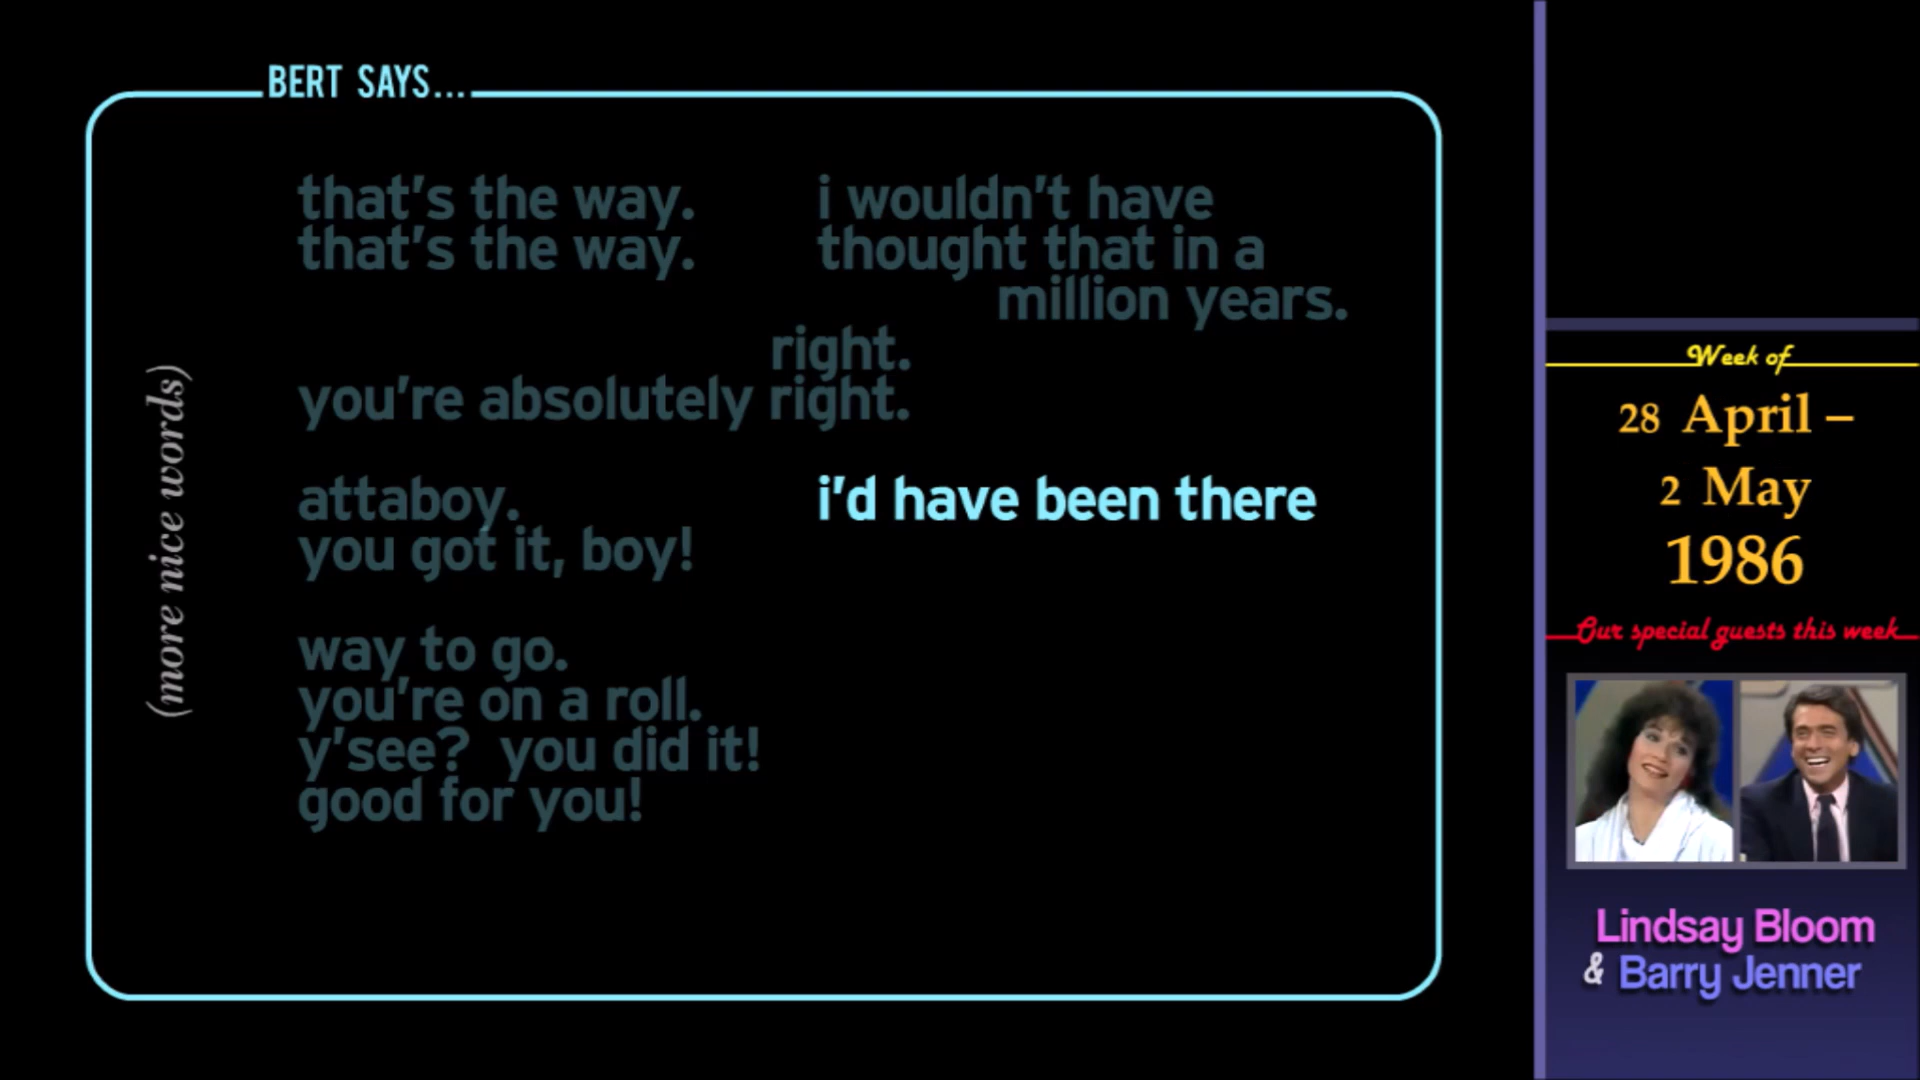 BERT SAYS...
that's the way.
that's the way.
i wouldn't have
thought that in a
million years.
right.
you're absolutely right.
attaboy.
you got it, boy!
i'd have been there
way to go.
you're on a roll.
y'see? you did it!
good for you!
(more nice words)
Week of
28 April –
2 May
1986
Our special guests this week
Lindsay Bloom
& Barry Jenner